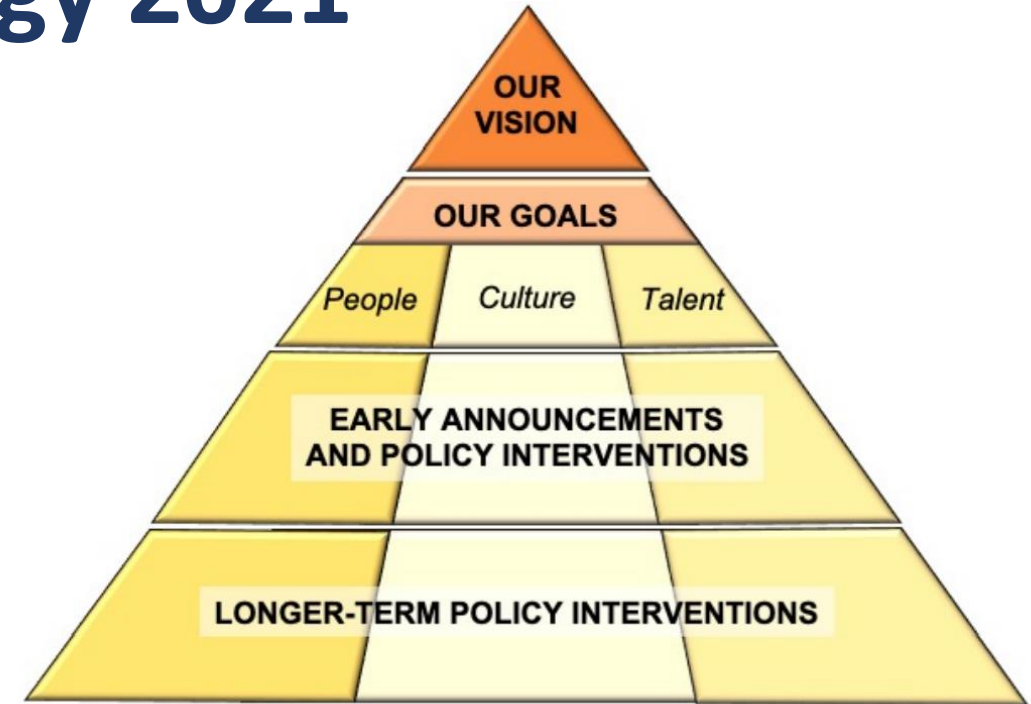 gy 2021
OUR
VISION
OUR GOALS
People Culture Talent
EARLY ANNOUNCEMENTS
AND POLICY INTERVENTIONS
LONGER-TERM POLICY INTERVENTIONS